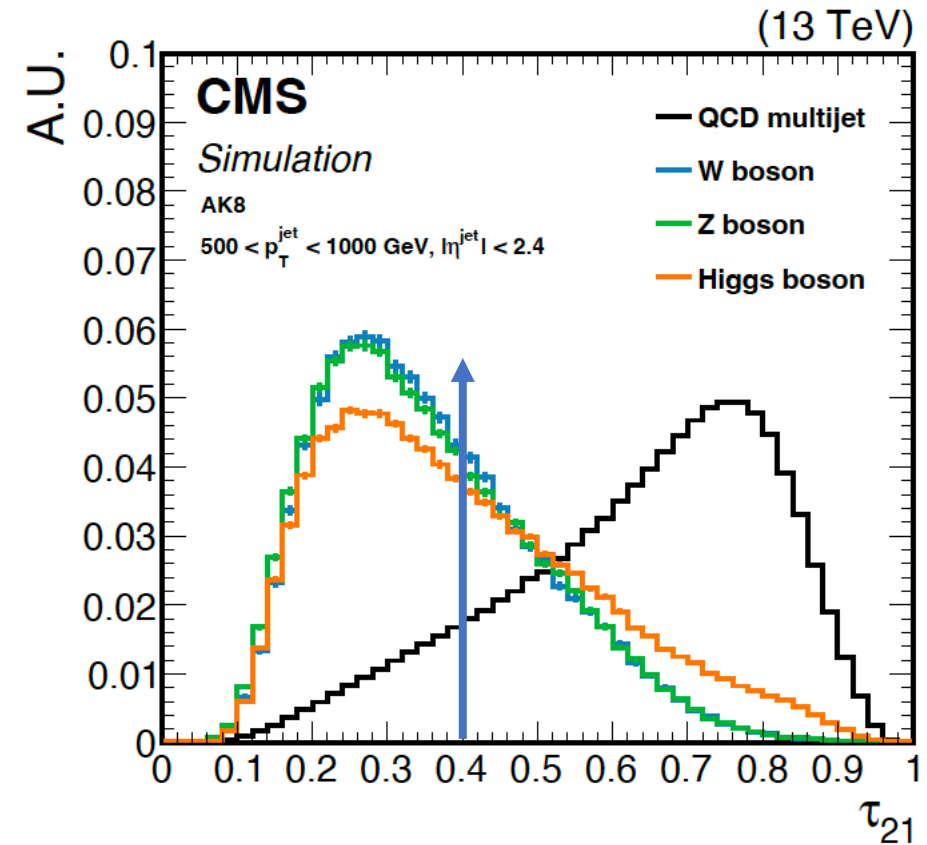 (13 TeV)
A.U.
CMS
Simulation
AK8
500 < p_T^jet < 1000 GeV, |η^jet| < 2.4
QCD multijet
W boson
Z boson
Higgs boson
0.1
0.09
0.08
0.07
0.06
0.05
0.04
0.03
0.02
0.01
0
0 0.1 0.2 0.3 0.4 0.5 0.6 0.7 0.8 0.9 1
τ₂₁